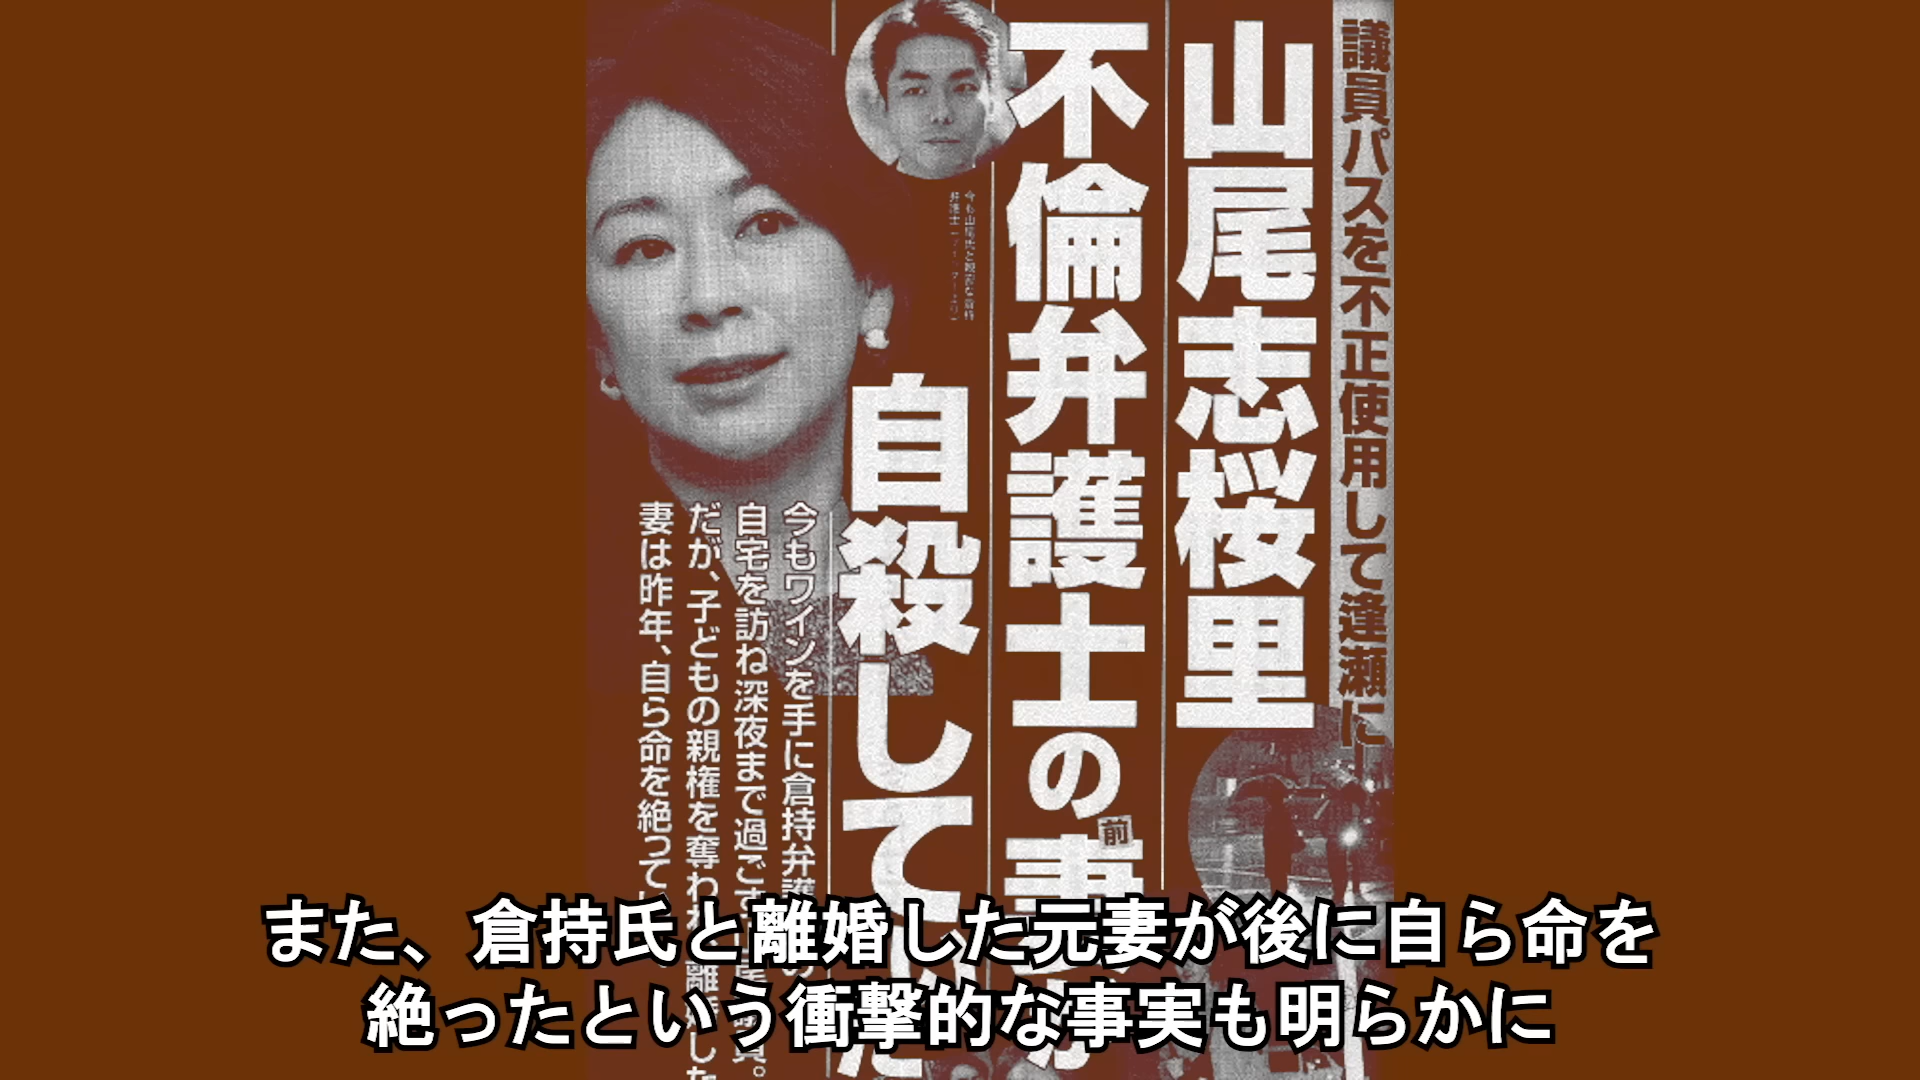 議員パスを不正使用して逢瀬に
山尾志桜里
不倫弁護士の前妻が
自殺していた
今もワインを手に倉持弁護
自宅を訪ね深夜まで過ごす
だが、子どもの親権を奪われ離婚した
妻は昨年、自ら命を絶って
また、倉持氏と離婚した元妻が後に自ら命を
絶ったという衝撃的な事実も明らかに